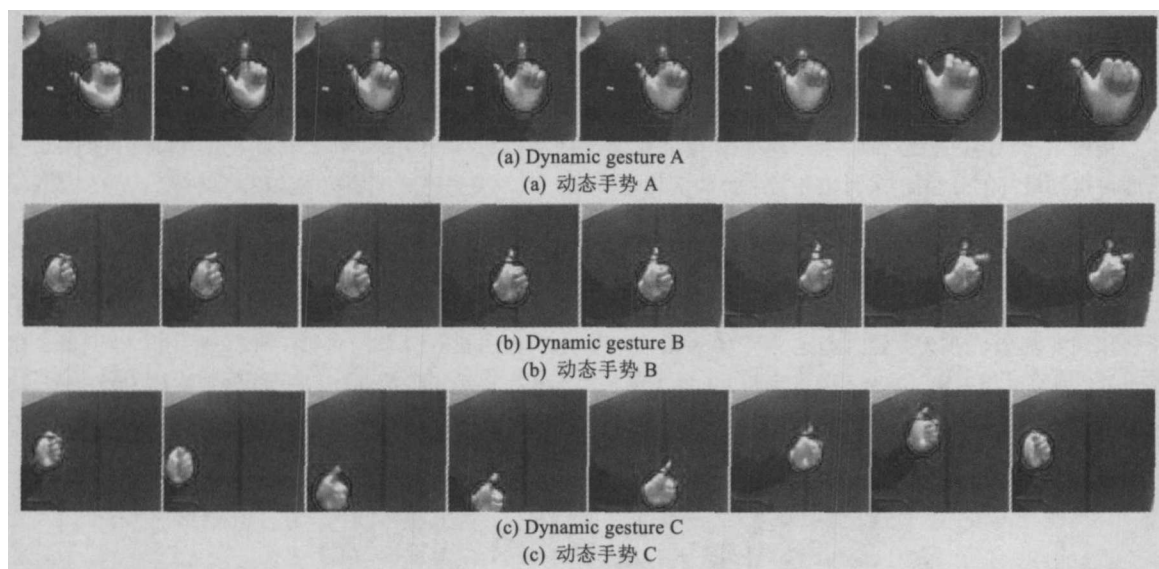 (a) Dynamic gesture A
(a) 动态手势 A
(b) Dynamic gesture B
(b) 动态手势 B
(c) Dynamic gesture C
(c) 动态手势 C